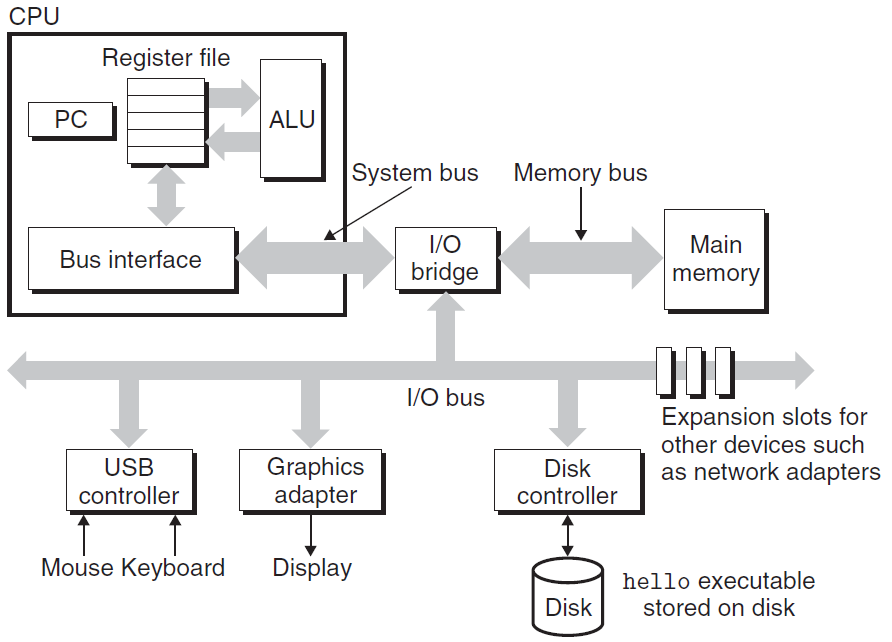 CPU
Register file
PC
ALU
System bus
Memory bus
Bus interface
I/O
bridge
Main
memory
I/O bus
Expansion slots for
other devices such
as network adapters
USB
controller
Graphics
adapter
Disk
controller
Mouse Keyboard
Display
Disk
hello executable
stored on disk